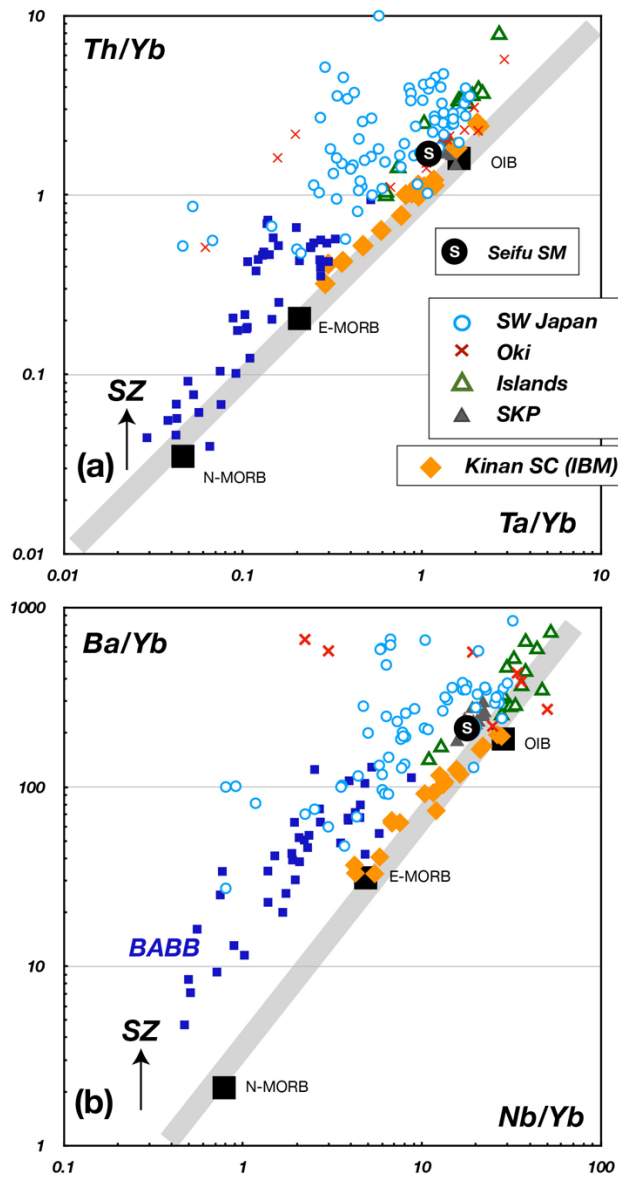 10
Th/Yb
1
OIB
S
S
Seifu SM
SW Japan
Oki
E-MORB
Islands
SZ
SKP
0.1
(a)
Kinan SC (IBM)
N-MORB
Ta/Yb
0.01
0.01
0.1
1
10
1000
Ba/Yb
S
OIB
100
E-MORB
BABB
10
SZ
(b)
N-MORB
Nb/Yb
1
0.1
1
10
100